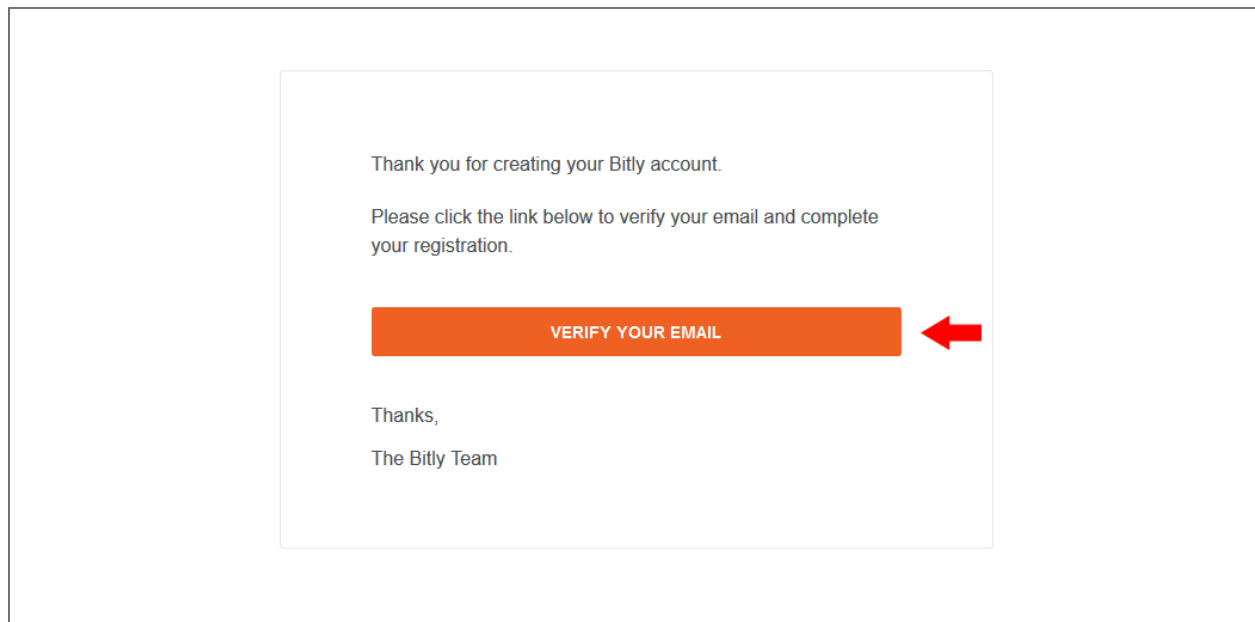 Thank you for creating your Bitly account.
Please click the link below to verify your email and complete
your registration.
VERIFY YOUR EMAIL
Thanks,
The Bitly Team